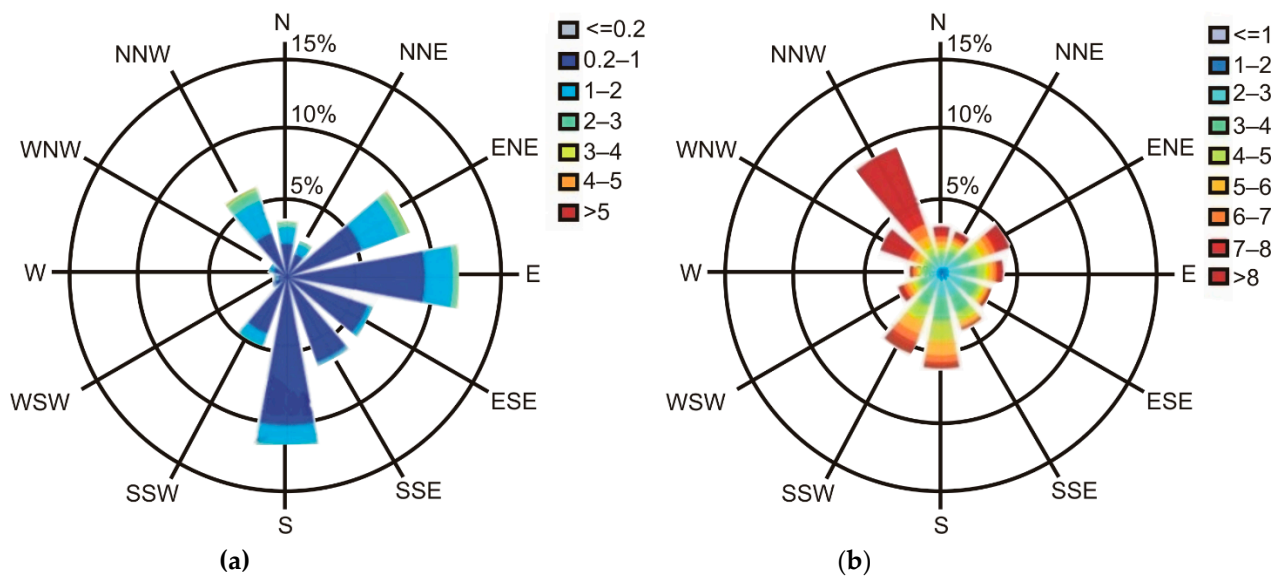 N
15%
NNW
NNE
10%
WNW
ENE
5%
W
E
WSW
ESE
SSW
SSE
S
<=0.2
0.2–1
1–2
2–3
3–4
4–5
>5
(a)
N
15%
NNW
NNE
10%
WNW
ENE
5%
W
E
WSW
ESE
SSW
SSE
S
<=1
1–2
2–3
3–4
4–5
5–6
6–7
7–8
>8
(b)